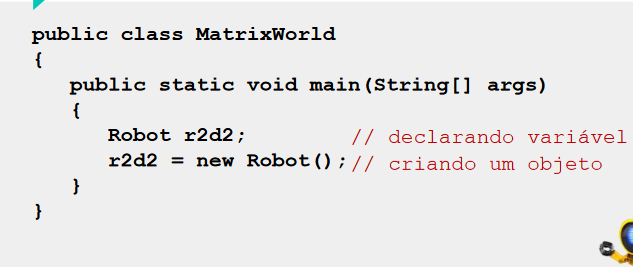 public class MatrixWorld
{
public static void main(String[] args)
{
Robot r2d2; // declarando variável
r2d2 = new Robot();// criando um objeto
}
}